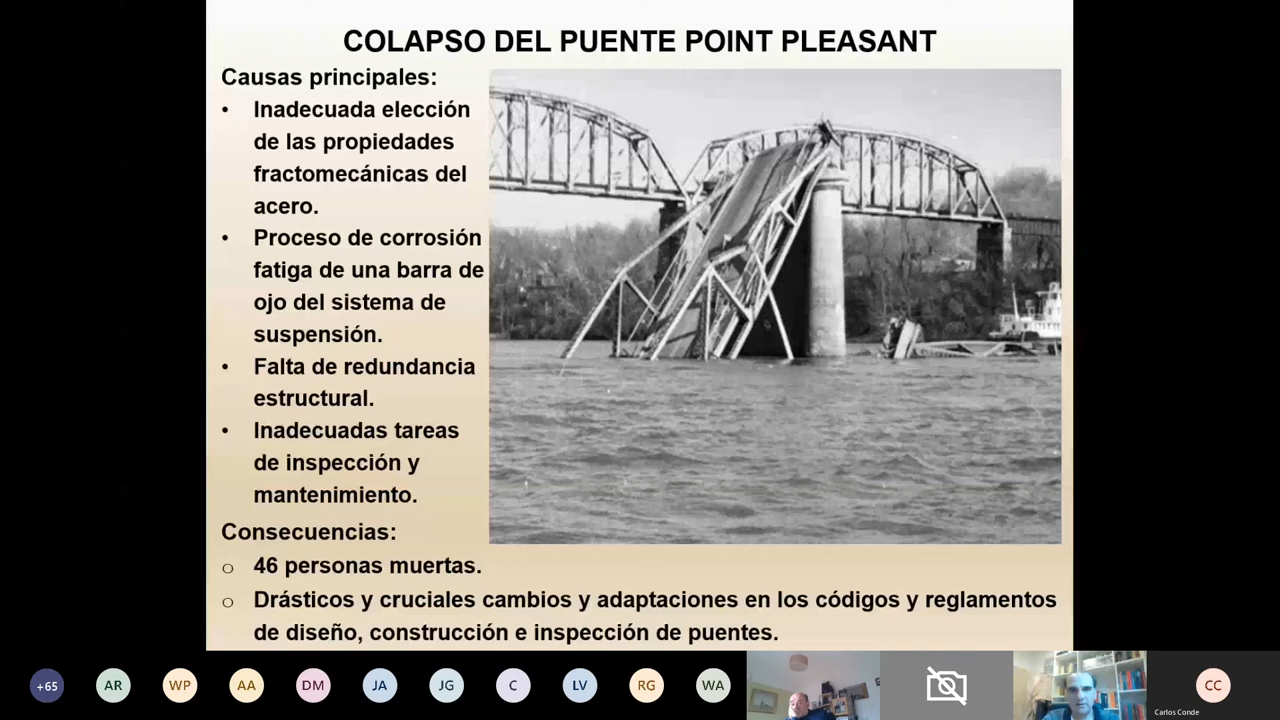 COLAPSO DEL PUENTE POINT PLEASANT
Causas principales:
• Inadecuada elección
de las propiedades
fractomecánicas del
acero.
• Proceso de corrosión
fatiga de una barra de
ojo del sistema de
suspensión.
• Falta de redundancia
estructural.
• Inadecuadas tareas
de inspección y
mantenimiento.
Consecuencias:
o 46 personas muertas.
o Drásticos y cruciales cambios y adaptaciones en los códigos y reglamentos
de diseño, construcción e inspección de puentes.
+65 AR WP AA DM JA JG C LV RG WA CC
Carlos Conde